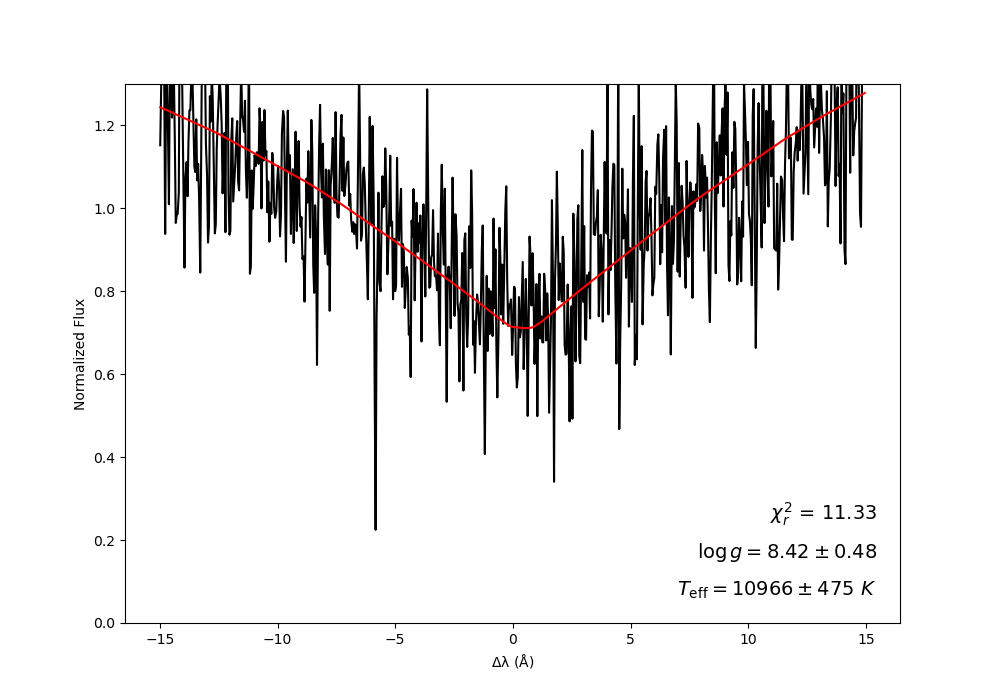 1.2
1.0
0.8
0.6
0.4
0.2
0.0
Normalized Flux
χ²ᵣ = 11.33
log g = 8.42 ± 0.48
T_eff = 10966 ± 475 K
−15 −10 −5 0 5 10 15
Δλ (Å)